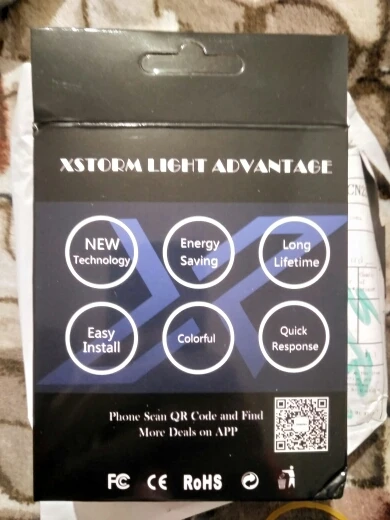 XSTORM LIGHT ADVANTAGE
NEW
Technology
Energy
Saving
Long
Lifetime
Easy
Install
Colorful
Quick
Response
Phone Scan QR Code and Find
More Deals on APP
FC CE RoHS